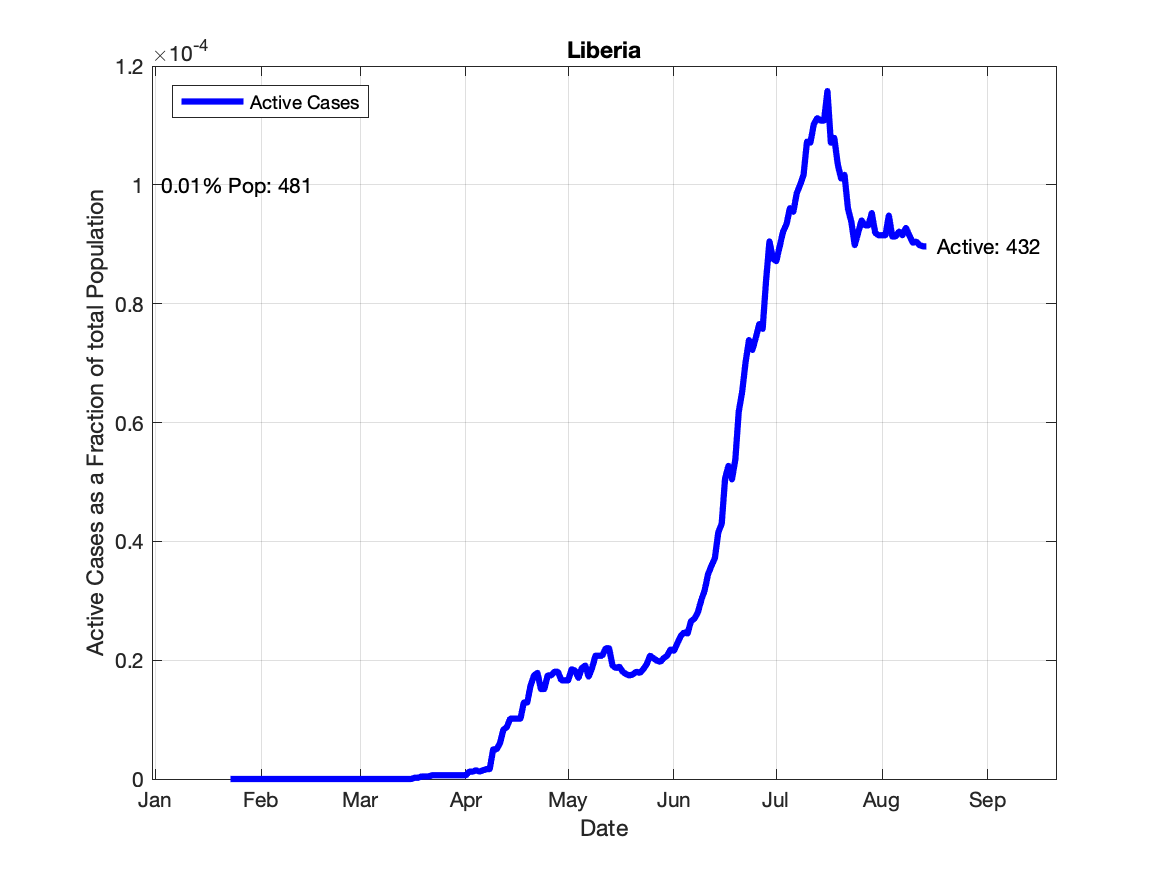 Liberia
×10-4
Active Cases
0.01% Pop: 481
Active: 432
Active Cases as a Fraction of total Population
1.2
1
0.8
0.6
0.4
0.2
0
Jan Feb Mar Apr May Jun Jul Aug Sep
Date